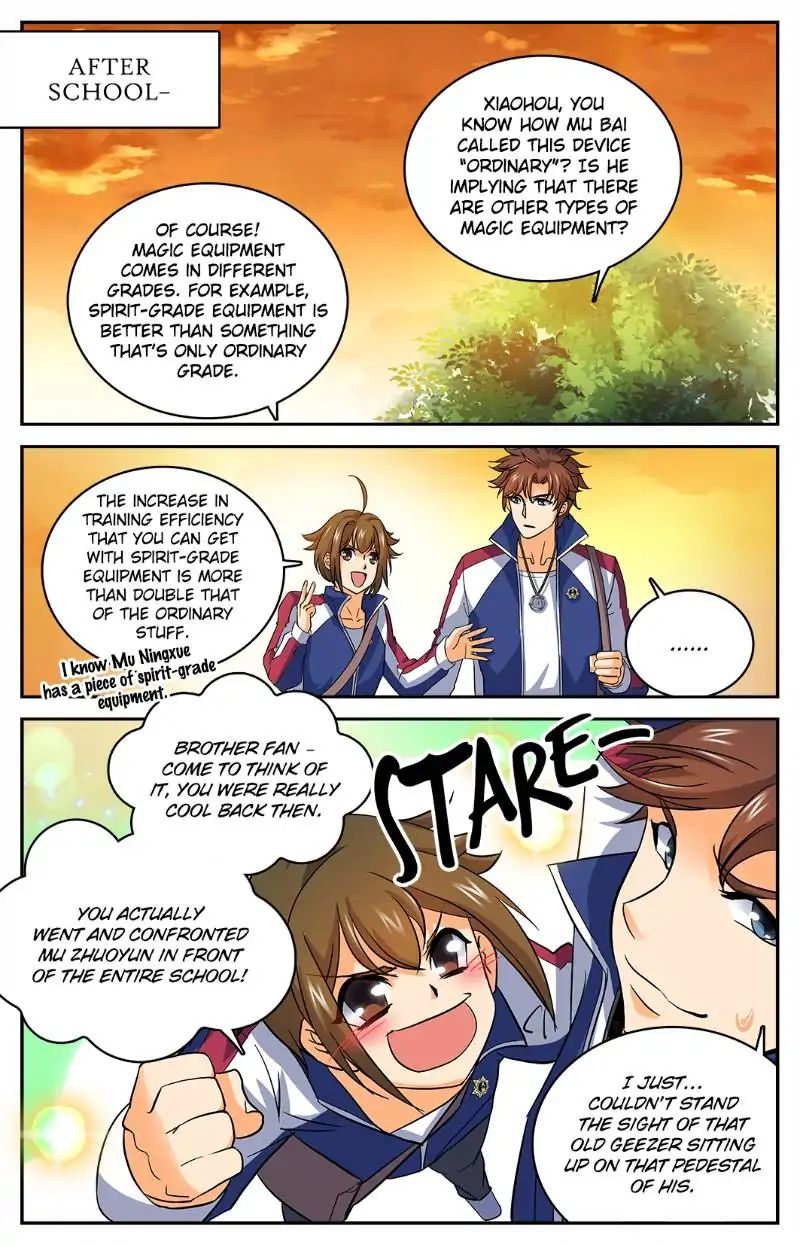 AFTER
SCHOOL–
XIAOHOU, YOU
KNOW HOW MU BAI
CALLED THIS DEVICE
"ORDINARY"? IS HE
IMPLYING THAT THERE
ARE OTHER TYPES OF
MAGIC EQUIPMENT?
OF COURSE!
MAGIC EQUIPMENT
COMES IN DIFFERENT
GRADES. FOR EXAMPLE,
SPIRIT-GRADE EQUIPMENT IS
BETTER THAN SOMETHING
THAT'S ONLY ORDINARY
GRADE.
THE INCREASE IN
TRAINING EFFICIENCY
THAT YOU CAN GET
WITH SPIRIT-GRADE
EQUIPMENT IS MORE
THAN DOUBLE THAT
OF THE ORDINARY
STUFF.
I know Mu Ningxue
has a piece of spirit-grade
equipment.
......
BROTHER FAN –
COME TO THINK OF
IT, YOU WERE REALLY
COOL BACK THEN.
STARE–
YOU ACTUALLY
WENT AND CONFRONTED
MU ZHUOYUN IN FRONT
OF THE ENTIRE SCHOOL!
I JUST...
COULDN'T STAND
THE SIGHT OF THAT
OLD GEEZER SITTING
UP ON THAT PEDESTAL
OF HIS.